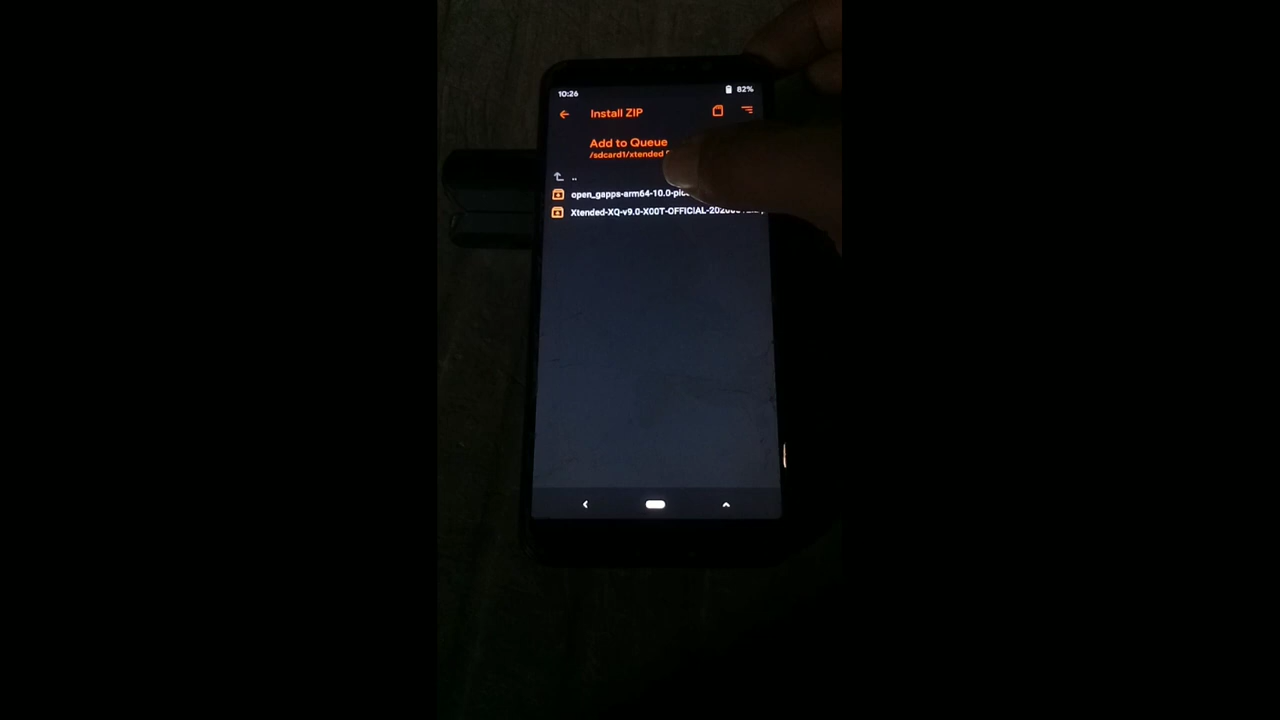 10:26
82%
Install ZIP
Add to Queue
/sdcard1/xtended
..
open_gapps-arm64-10.0-pico
Xtended-XQ-v9.0-X00T-OFFICIAL-2020